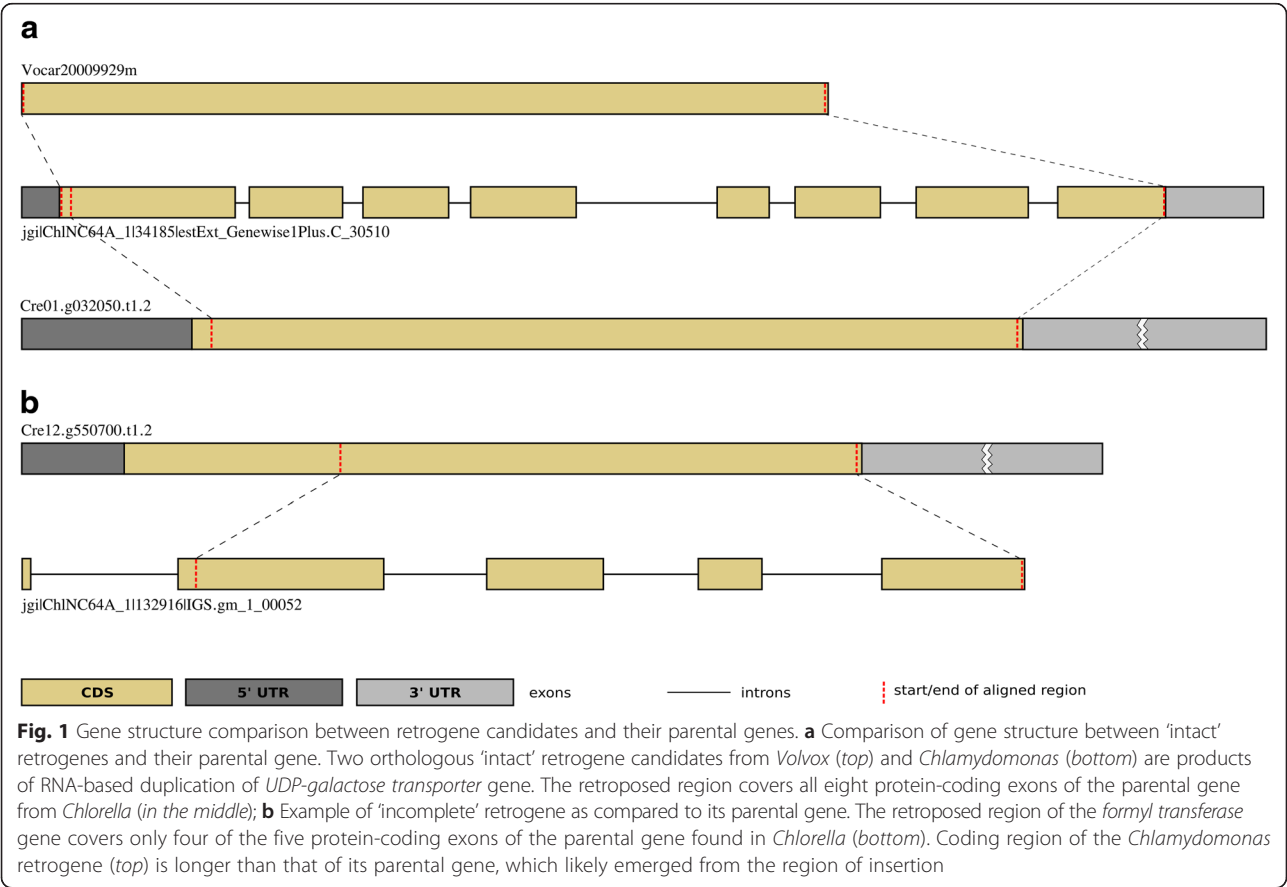 a
Vocar20009929m
jgi|ChlNC64A_1|34185|estExt_Genewise1Plus.C_30510
Cre01.g032050.t1.2
b
Cre12.g550700.t1.2
jgi|ChlNC64A_1|132916|IGS.gm_1_00052
CDS 5' UTR 3' UTR exons introns start/end of aligned region
Fig. 1 Gene structure comparison between retrogene candidates and their parental genes. a Comparison of gene structure between ‘intact’
retrogenes and their parental gene. Two orthologous ‘intact’ retrogene candidates from Volvox (top) and Chlamydomonas (bottom) are products
of RNA-based duplication of UDP-galactose transporter gene. The retroposed region covers all eight protein-coding exons of the parental gene
from Chlorella (in the middle); b Example of ‘incomplete’ retrogene as compared to its parental gene. The retroposed region of the formyl transferase
gene covers only four of the five protein-coding exons of the parental gene found in Chlorella (bottom). Coding region of the Chlamydomonas
retrogene (top) is longer than that of its parental gene, which likely emerged from the region of insertion